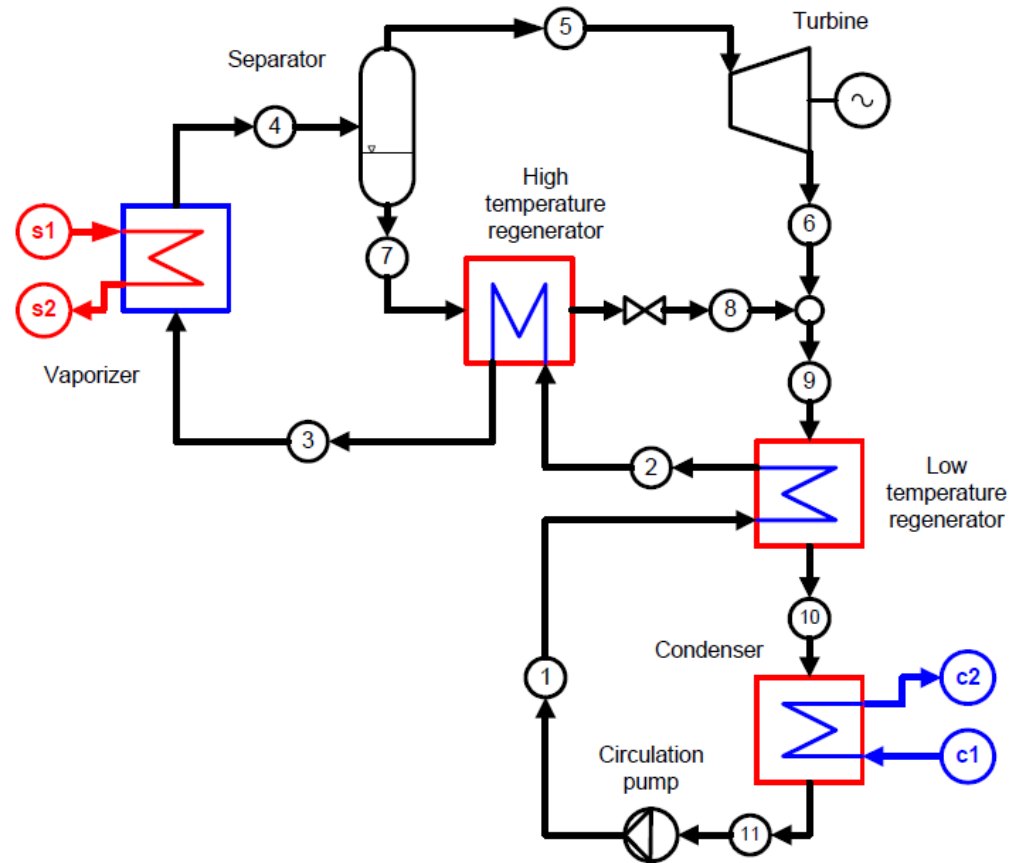 Turbine
5
Separator
4
High
temperature
regenerator
s1
6
7
s2
8
Vaporizer
9
3
2
Low
temperature
regenerator
10
Condenser
1
c2
Circulation
pump
c1
11